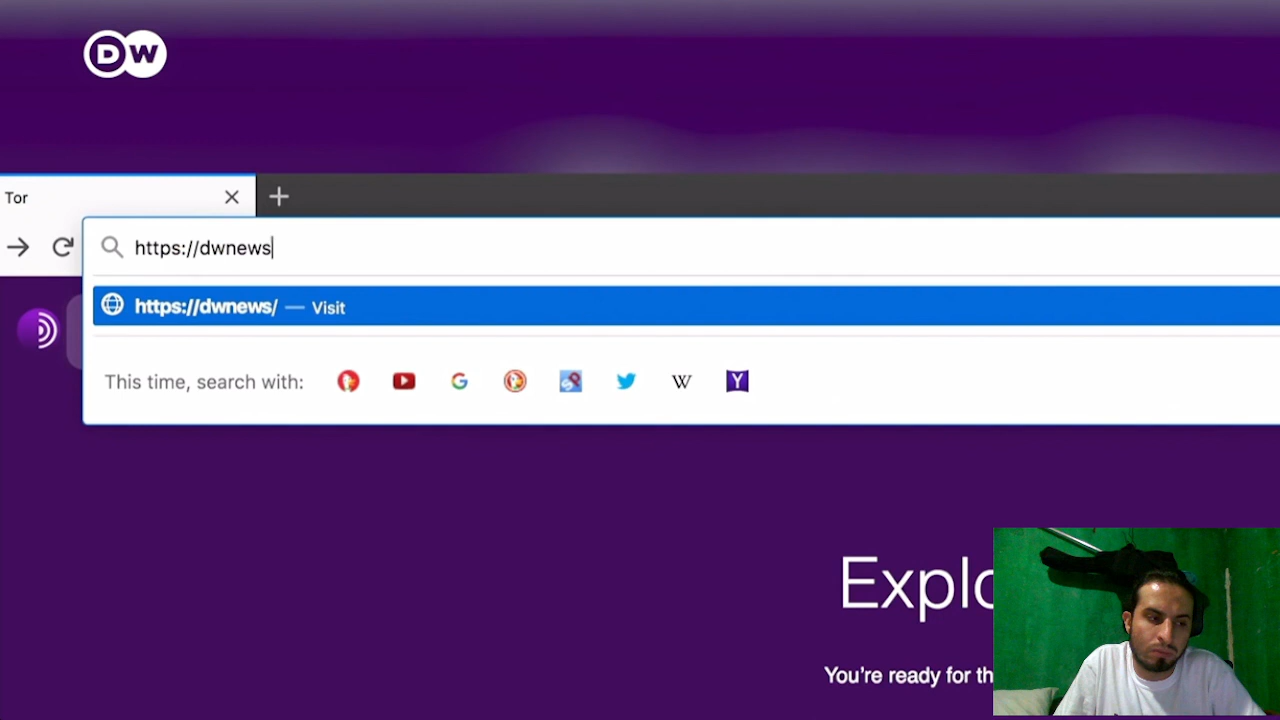 DW
Tor
https://dwnews
https://dwnews/ — Visit
This time, search with:
W
Y
Explo
You're ready for th